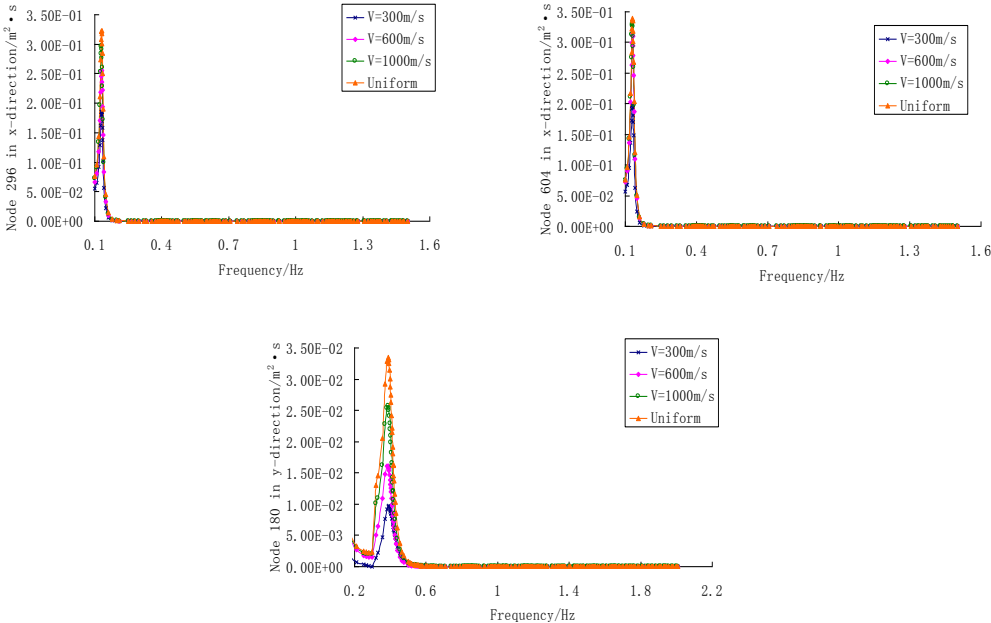 Node 296 in x-direction/m²•s
3.50E-01
3.00E-01
2.50E-01
2.00E-01
1.50E-01
1.00E-01
5.00E-02
0.00E+00
0.1 0.4 0.7 1 1.3 1.6
Frequency/Hz
V=300m/s
V=600m/s
V=1000m/s
Uniform
Node 604 in x-direction/m²•s
3.50E-01
3.00E-01
2.50E-01
2.00E-01
1.50E-01
1.00E-01
5.00E-02
0.00E+00
0.1 0.4 0.7 1 1.3 1.6
Frequency/Hz
V=300m/s
V=600m/s
V=1000m/s
Uniform
Node 180 in y-direction/m²•s
3.50E-02
3.00E-02
2.50E-02
2.00E-02
1.50E-02
1.00E-02
5.00E-03
0.00E+00
0.2 0.6 1 1.4 1.8 2.2
Frequency/Hz
V=300m/s
V=600m/s
V=1000m/s
Uniform